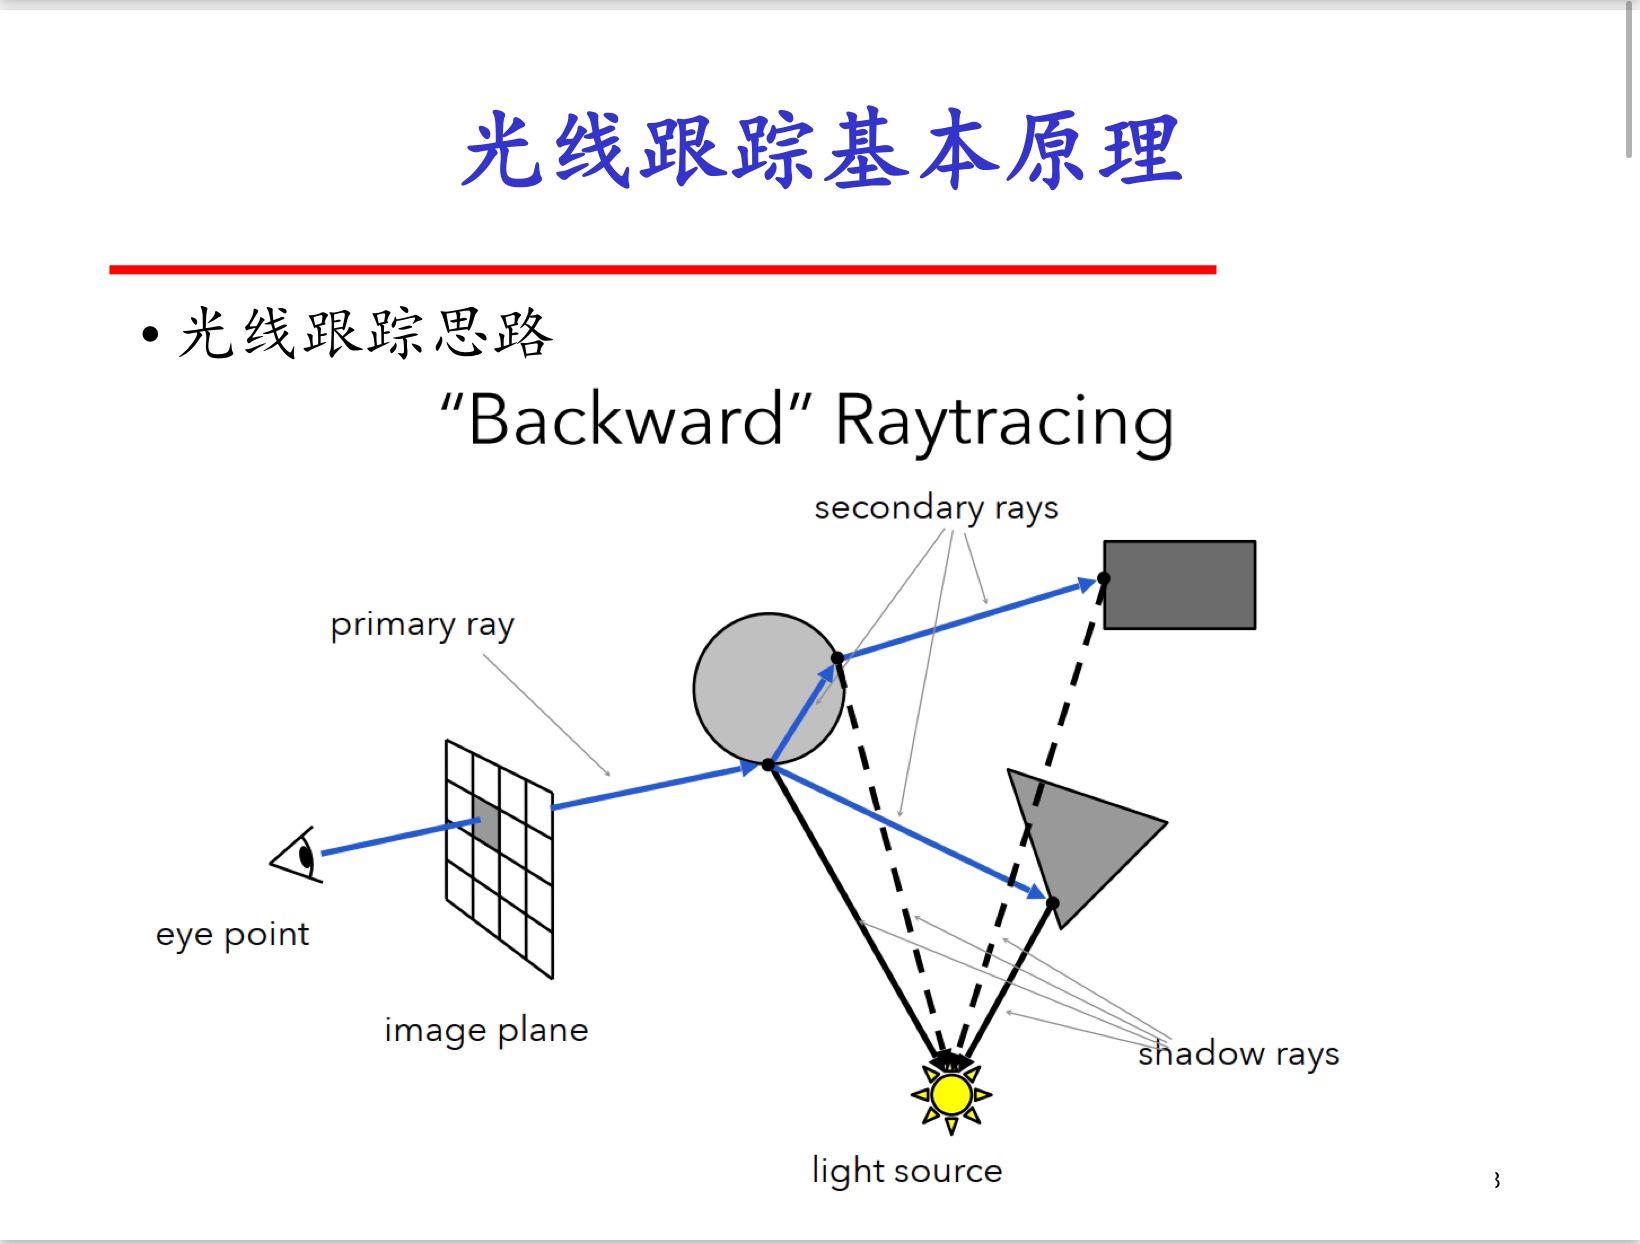 光线跟踪基本原理
• 光线跟踪思路
“Backward” Raytracing
secondary rays
primary ray
eye point
image plane
shadow rays
light source